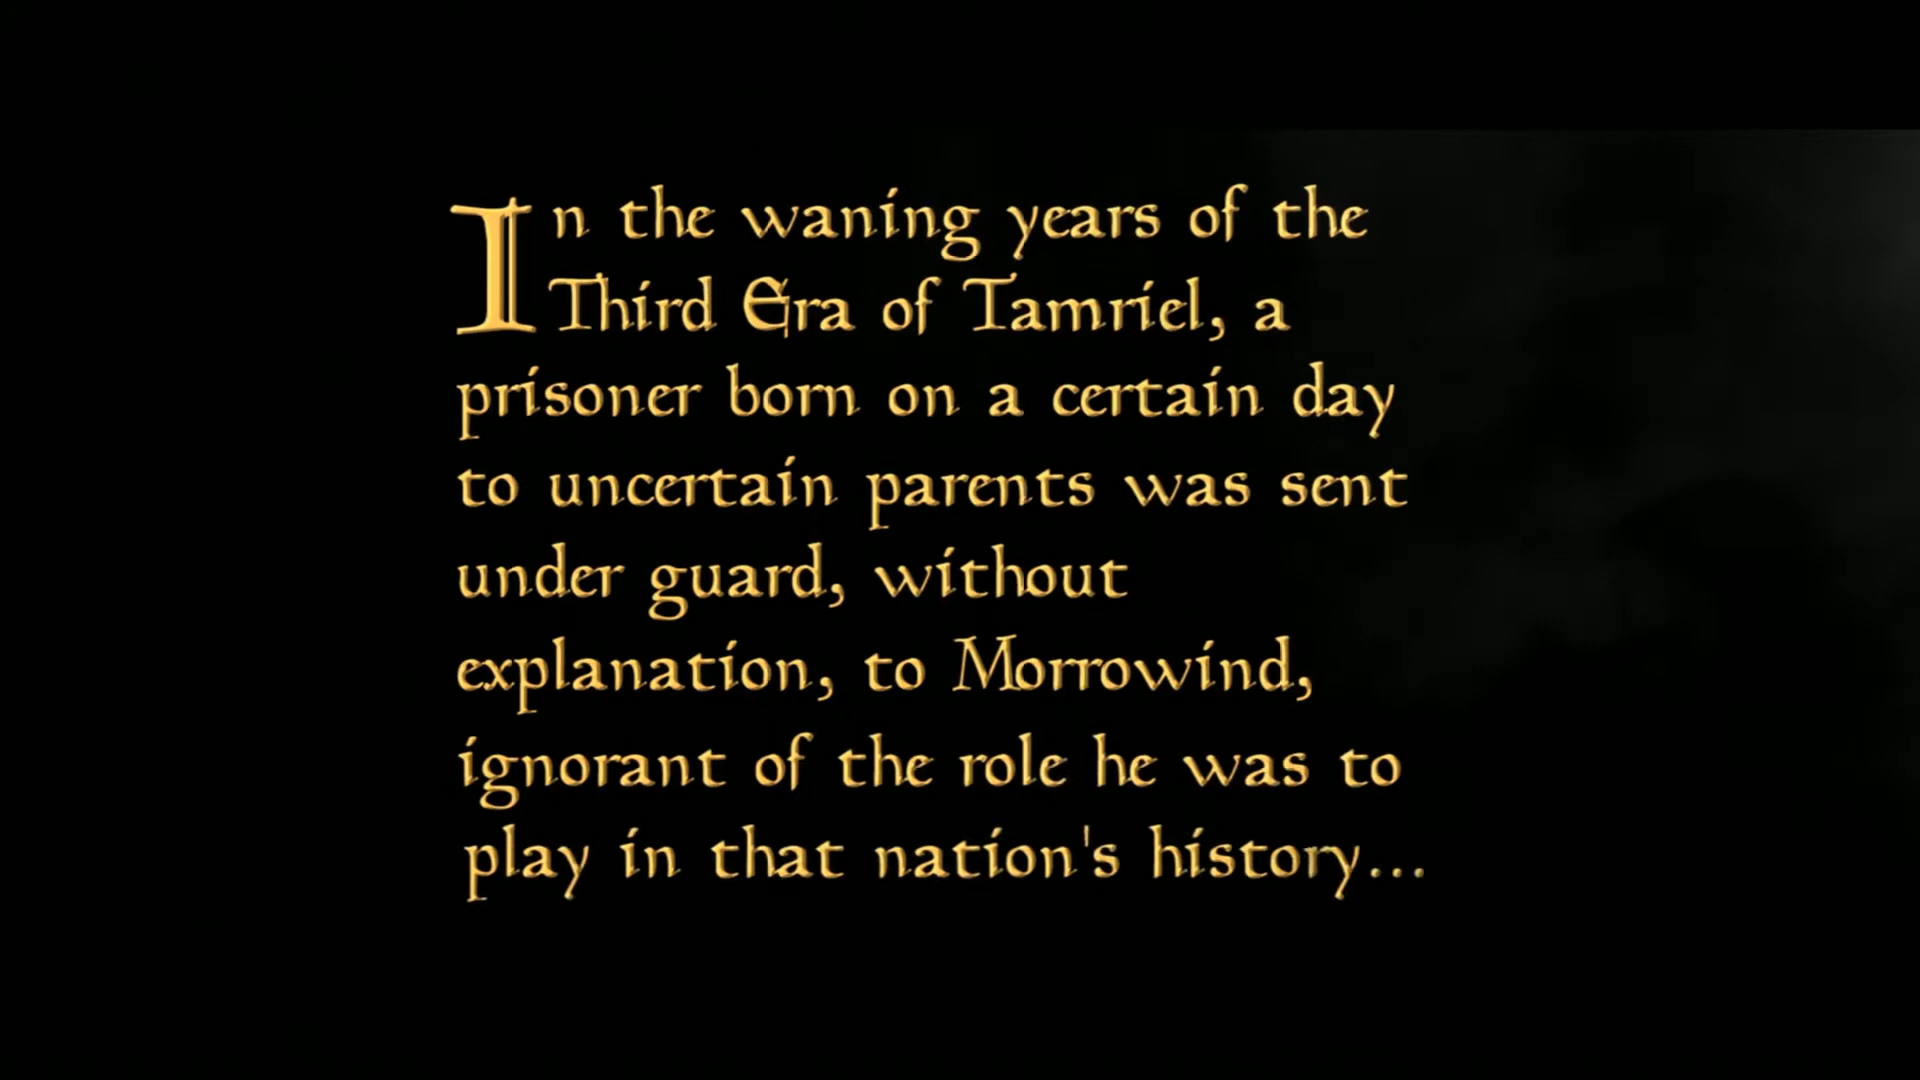 In the waning years of the
Third Era of Tamriel, a
prisoner born on a certain day
to uncertain parents was sent
under guard, without
explanation, to Morrowind,
ignorant of the role he was to
play in that nation's history...